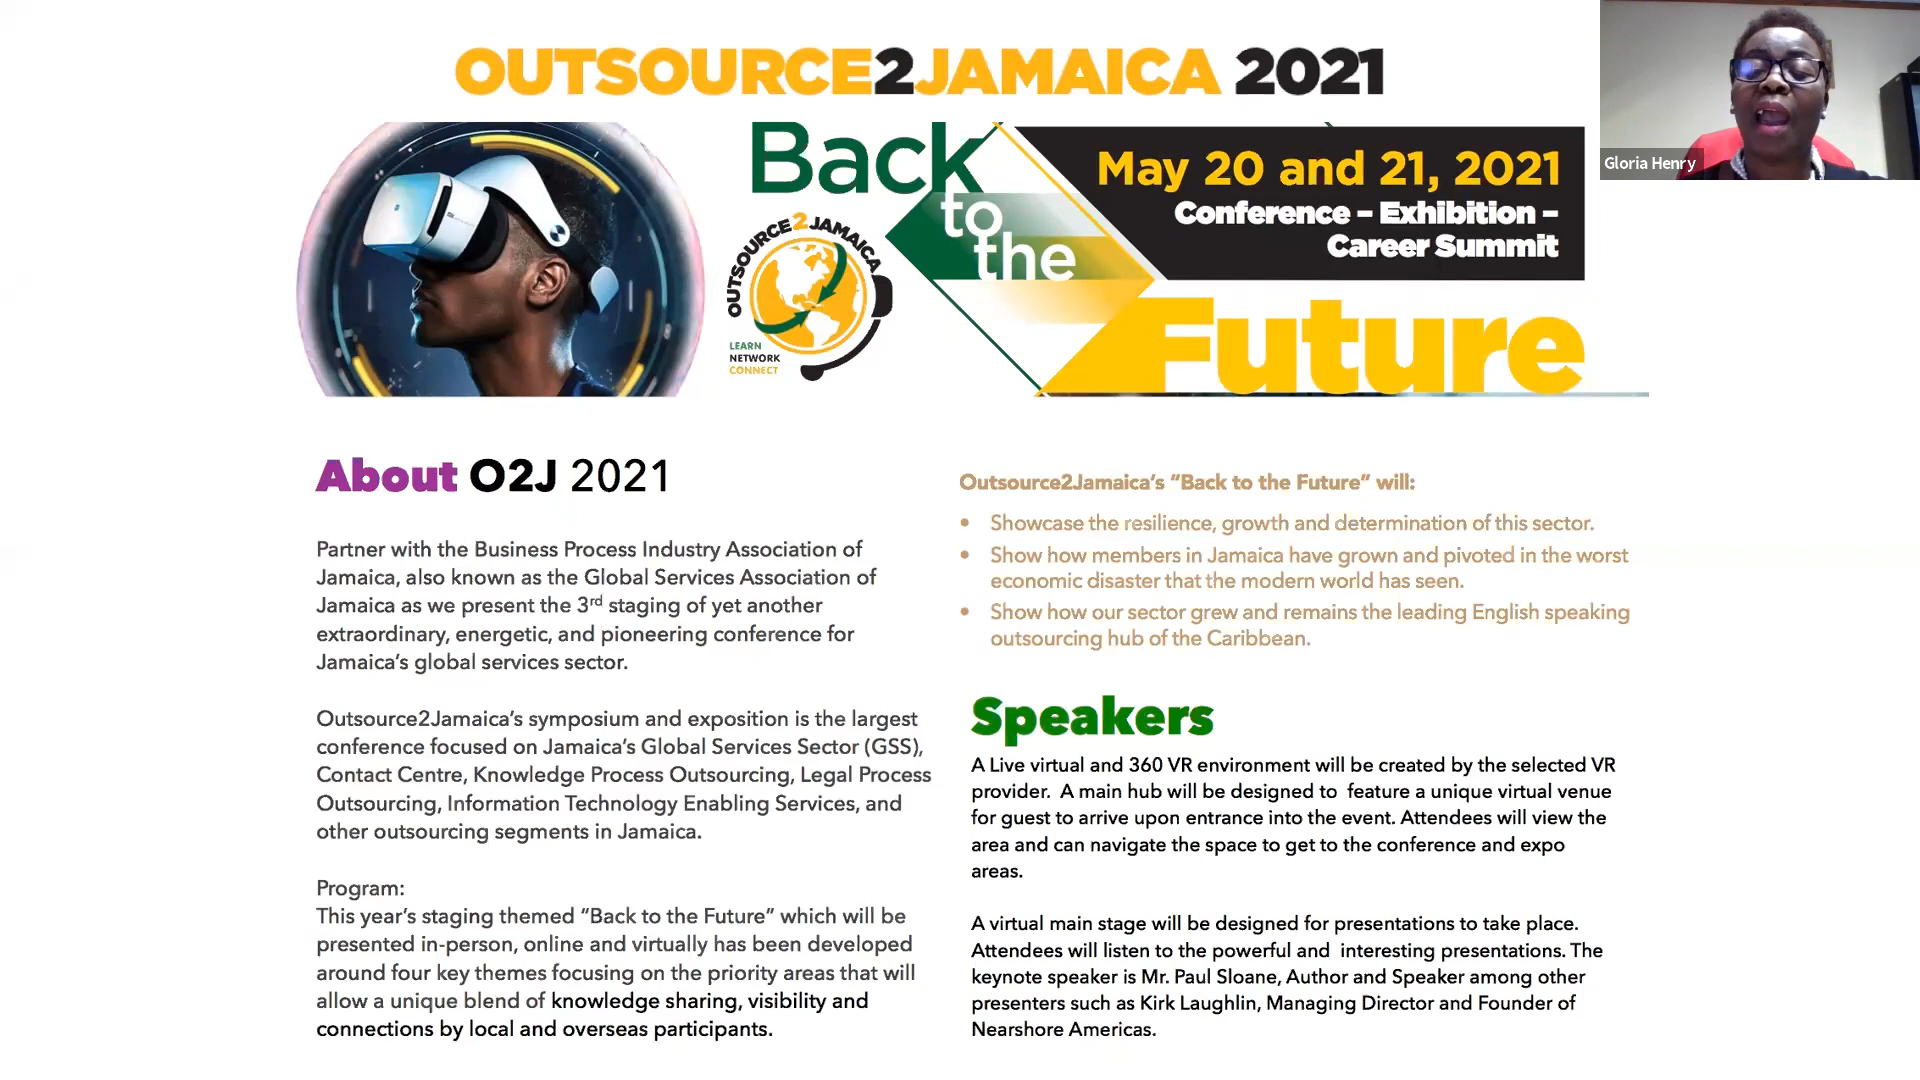 OUTSOURCE2JAMAICA 2021
Gloria Henry
Back
to
the
Future
May 20 and 21, 2021
Conference – Exhibition –
Career Summit
OUTSOURCE2JAMAICA
LEARN
NETWORK
CONNECT
About O2J 2021
Partner with the Business Process Industry Association of
Jamaica, also known as the Global Services Association of
Jamaica as we present the 3rd staging of yet another
extraordinary, energetic, and pioneering conference for
Jamaica's global services sector.
Outsource2Jamaica's symposium and exposition is the largest
conference focused on Jamaica's Global Services Sector (GSS),
Contact Centre, Knowledge Process Outsourcing, Legal Process
Outsourcing, Information Technology Enabling Services, and
other outsourcing segments in Jamaica.
Program:
This year's staging themed “Back to the Future” which will be
presented in-person, online and virtually has been developed
around four key themes focusing on the priority areas that will
allow a unique blend of knowledge sharing, visibility and
connections by local and overseas participants.
Outsource2Jamaica's “Back to the Future” will:
• Showcase the resilience, growth and determination of this sector.
• Show how members in Jamaica have grown and pivoted in the worst
economic disaster that the modern world has seen.
• Show how our sector grew and remains the leading English speaking
outsourcing hub of the Caribbean.
Speakers
A Live virtual and 360 VR environment will be created by the selected VR
provider. A main hub will be designed to feature a unique virtual venue
for guest to arrive upon entrance into the event. Attendees will view the
area and can navigate the space to get to the conference and expo
areas.
A virtual main stage will be designed for presentations to take place.
Attendees will listen to the powerful and interesting presentations. The
keynote speaker is Mr. Paul Sloane, Author and Speaker among other
presenters such as Kirk Laughlin, Managing Director and Founder of
Nearshore Americas.